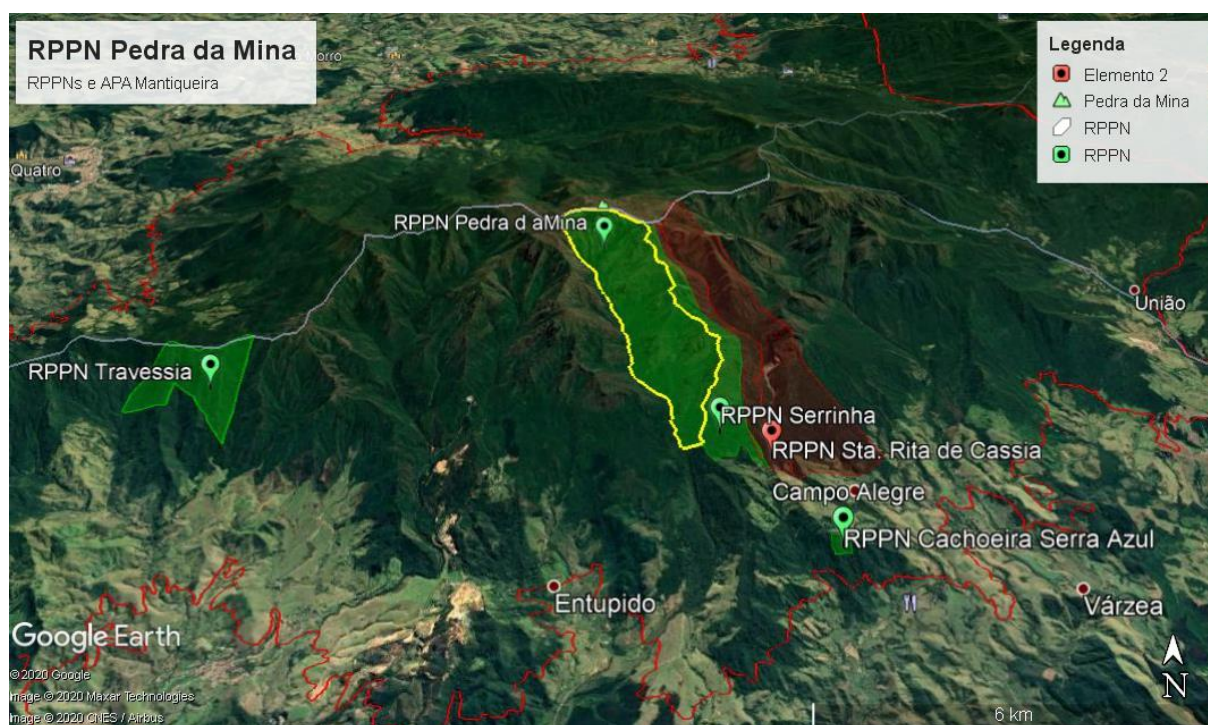 RPPN Pedra da Mina
Morro
RPPNs e APA Mantiqueira
Legenda
Elemento 2
Pedra da Mina
RPPN
RPPN
Quatro
RPPN Pedra d aMina
União
RPPN Travessia
RPPN Serrinha
RPPN Sta. Rita de Cassia
Campo Alegre
RPPN Cachoeira Serra Azul
Entupido
Várzea
Google Earth
© 2020 Google
Image © 2020 Maxar Technologies
Image © 2020 CNES / Airbus
N
6 km